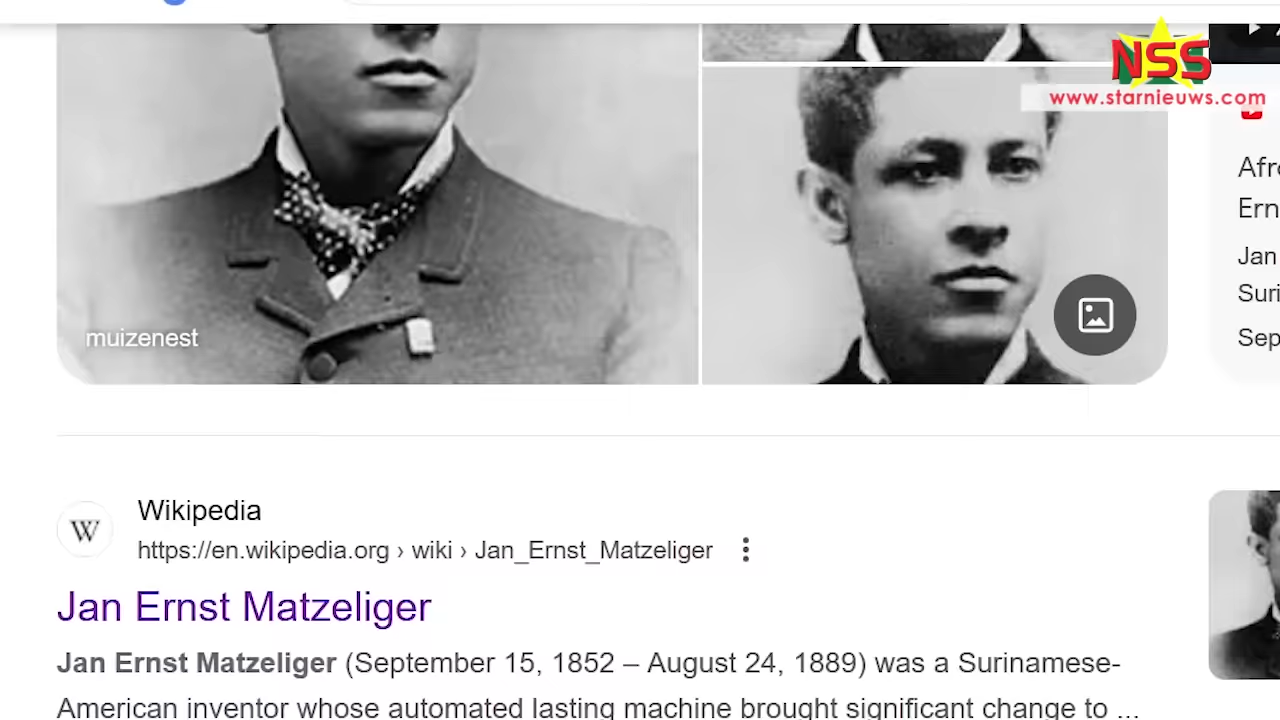 NSS
www.starnieuws.com
muizenest
Afr
Ern
Jan
Suri
Sep
W
Wikipedia
https://en.wikipedia.org › wiki › Jan_Ernst_Matzeliger
Jan Ernst Matzeliger
Jan Ernst Matzeliger (September 15, 1852 – August 24, 1889) was a Surinamese-
American inventor whose automated lasting machine brought significant change to ...